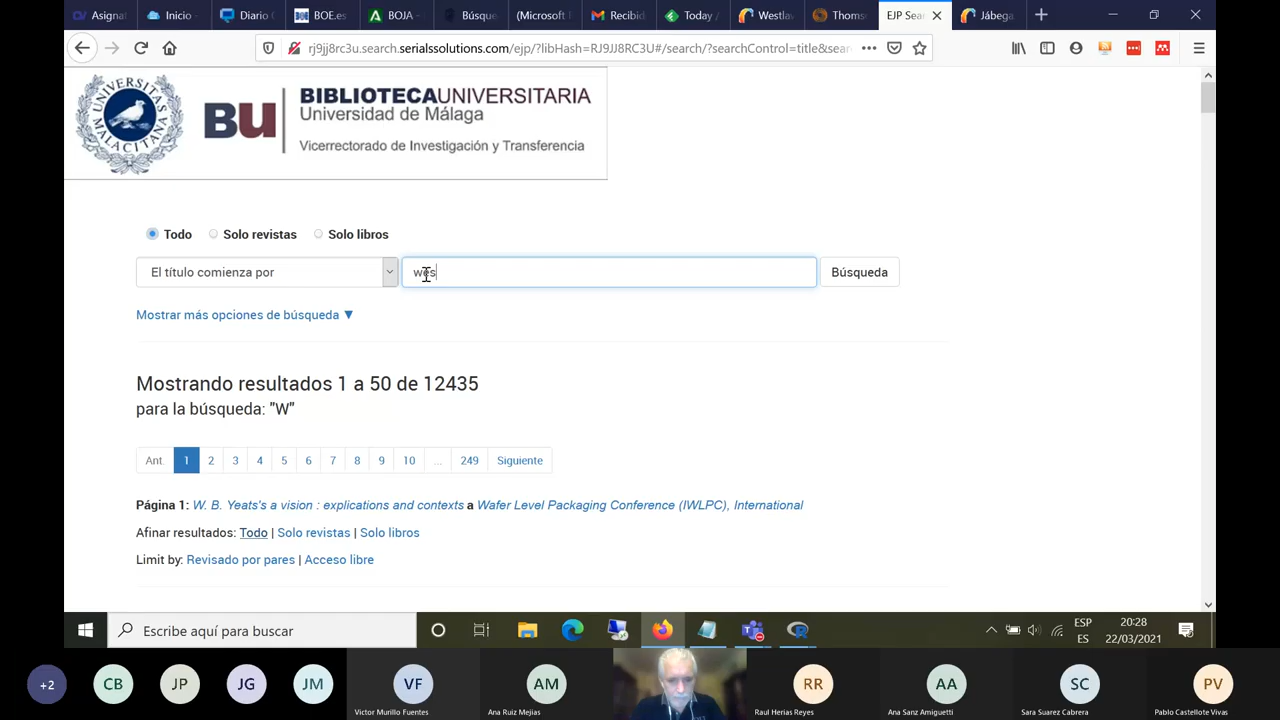 Asignat
Inicio -
Diario O
BOE.es
BOJA -
Búsque
(Microsoft
Recibid
Today /
Westlaw
Thomso
EJP Sear
Jábega
rj9jj8rc3u.search.serialssolutions.com/ejp/?libHash=RJ9JJ8RC3U#/search/?searchControl=title&sear
UNIVERSITAS MALACITANA
BU
BIBLIOTECAUNIVERSITARIA
Universidad de Málaga
Vicerrectorado de Investigación y Transferencia
Todo Solo revistas Solo libros
El título comienza por wes Búsqueda
Mostrar más opciones de búsqueda ▼
Mostrando resultados 1 a 50 de 12435
para la búsqueda: "W"
Ant 1 2 3 4 5 6 7 8 9 10 ... 249 Siguiente
Página 1: W. B. Yeats's a vision : explications and contexts a Wafer Level Packaging Conference (IWLPC), International
Afinar resultados: Todo | Solo revistas | Solo libros
Limit by: Revisado por pares | Acceso libre
Escribe aquí para buscar
ESP
ES
20:28
22/03/2021
+2
CB
JP
JG
JM
VF
AM
RR
AA
SC
PV
Victor Murillo Fuentes
Ana Ruiz Mejias
Raul Herias Reyes
Ana Sanz Amiguetti
Sara Suarez Cabrera
Pablo Castellote Vivas